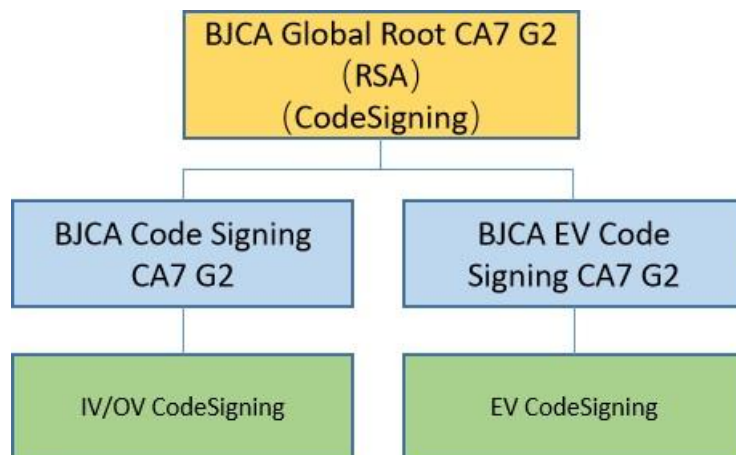 BJCA Global Root CA7 G2
（RSA）
（CodeSigning）
BJCA Code Signing
CA7 G2
BJCA EV Code
Signing CA7 G2
IV/OV CodeSigning
EV CodeSigning